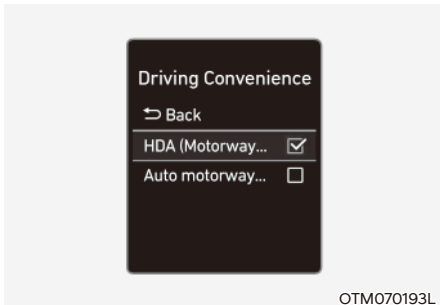 Driving Convenience
Back
HDA (Motorway...
Auto motorway...
OTM070193L